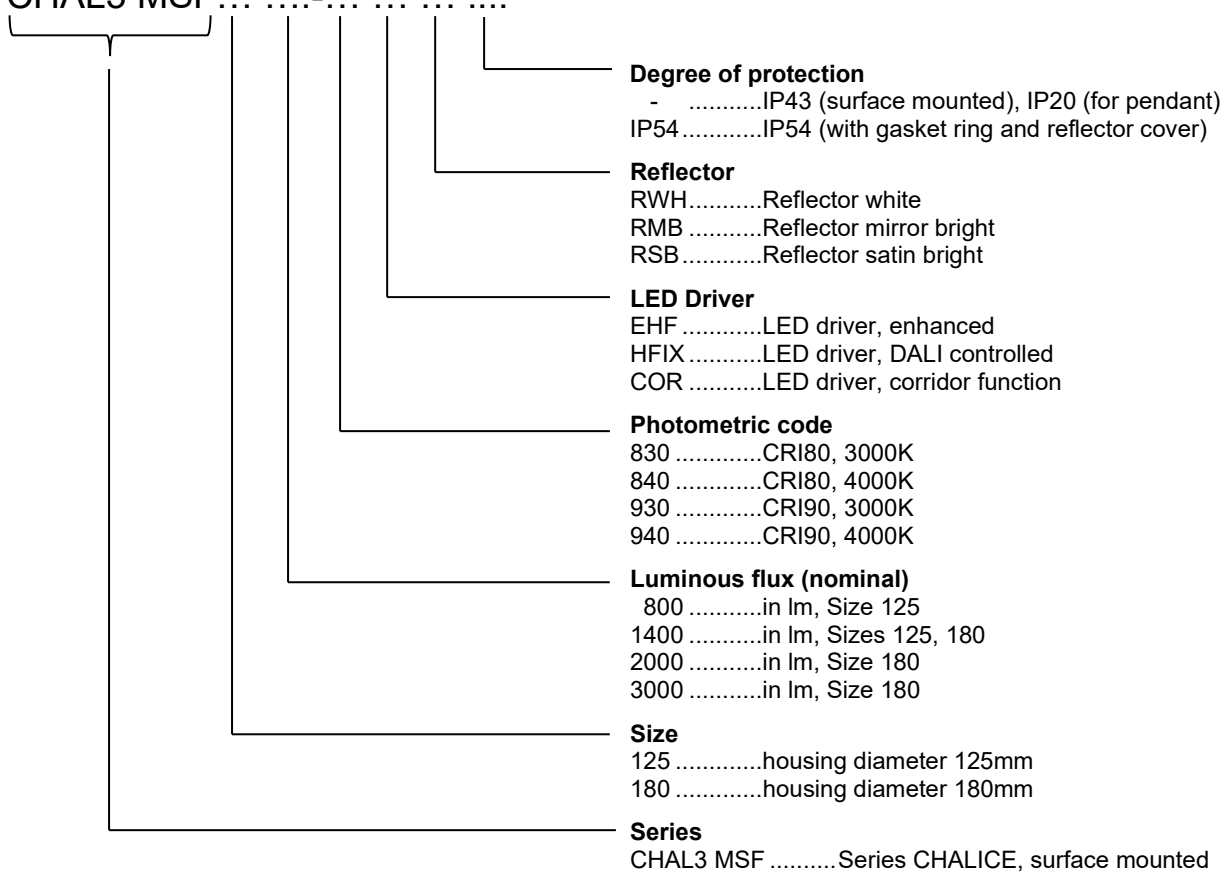 CHAL3 MSF… ….-… … … ....
Degree of protection
- ...........IP43 (surface mounted), IP20 (for pendant)
IP54............IP54 (with gasket ring and reflector cover)
Reflector
RWH...........Reflector white
RMB ...........Reflector mirror bright
RSB............Reflector satin bright
LED Driver
EHF ............LED driver, enhanced
HFIX...........LED driver, DALI controlled
COR ...........LED driver, corridor function
Photometric code
830 .............CRI80, 3000K
840 .............CRI80, 4000K
930 .............CRI90, 3000K
940 .............CRI90, 4000K
Luminous flux (nominal)
800 ...........in lm, Size 125
1400 ...........in lm, Sizes 125, 180
2000 ...........in lm, Size 180
3000 ...........in lm, Size 180
Size
125 .............housing diameter 125mm
180 .............housing diameter 180mm
Series
CHAL3 MSF ..........Series CHALICE, surface mounted